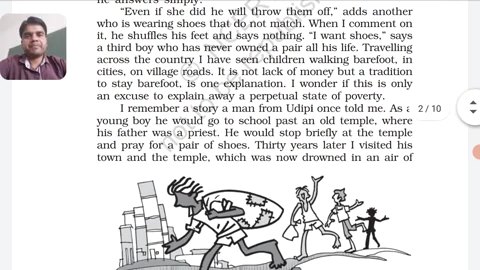 he answers simply.
“Even if she did he will throw them off,” adds another
who is wearing shoes that do not match. When I comment on
it, he shuffles his feet and says nothing. “I want shoes,” says
a third boy who has never owned a pair all his life. Travelling
across the country I have seen children walking barefoot, in
cities, on village roads. It is not lack of money but a tradition
to stay barefoot, is one explanation. I wonder if this is only
an excuse to explain away a perpetual state of poverty.
I remember a story a man from Udipi once told me. As a
young boy he would go to school past an old temple, where
his father was a priest. He would stop briefly at the temple
and pray for a pair of shoes. Thirty years later I visited his
town and the temple, which was now drowned in an air of
2 / 10